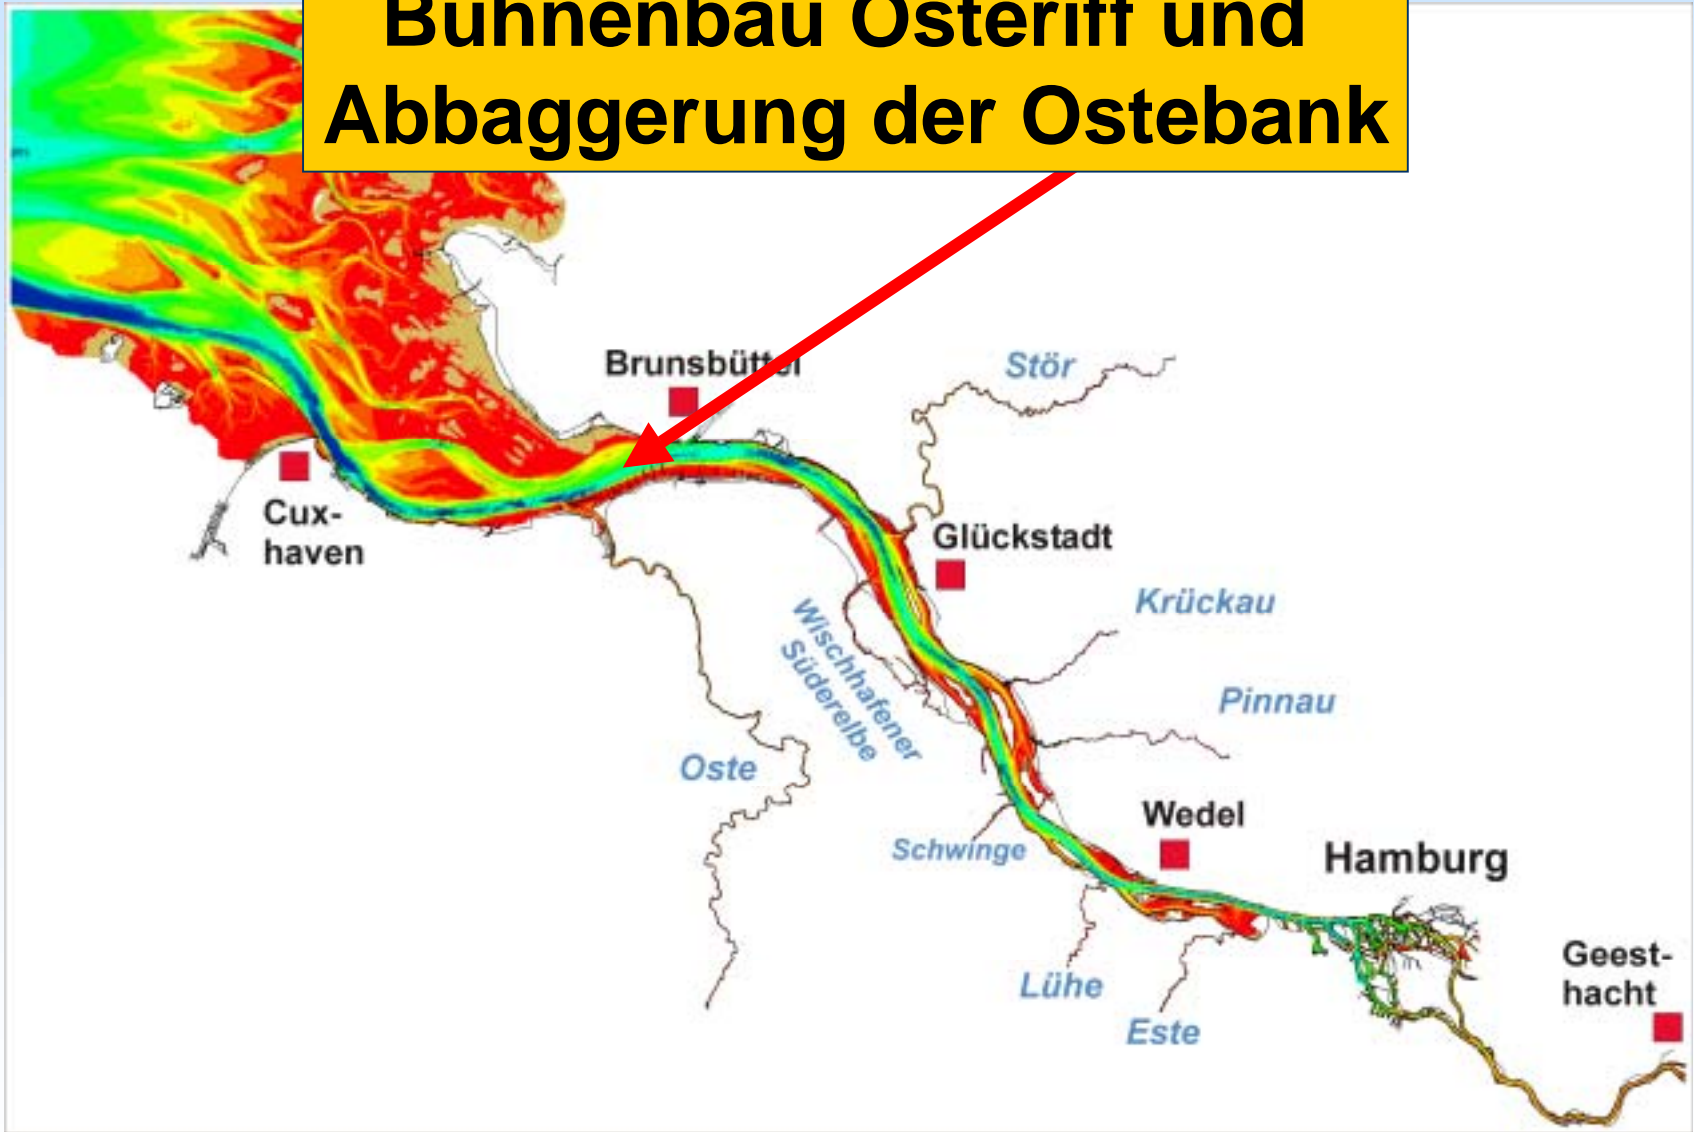 Buhnenbau Osteriff und
Abbaggerung der Ostebank
Brunsbüttel
Stör
Cux-
haven
Glückstadt
Krückau
Wischhafener
Süderelbe
Pinnau
Oste
Wedel
Schwinge
Hamburg
Geest-
hacht
Lühe
Este